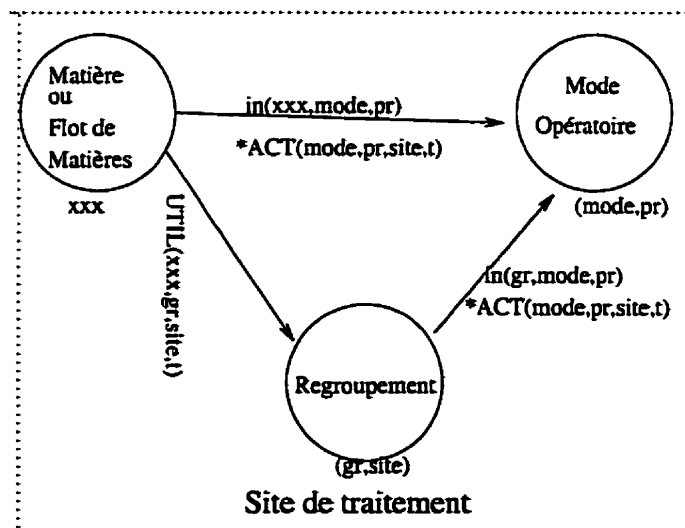 Matière
ou
Flot de
Matières
xxx
in(xxx,mode,pr)
*ACT(mode,pr,site,t)
Mode
Opératoire
(mode,pr)
UTIL(xxx,gr,site,t)
in(gr,mode,pr)
*ACT(mode,pr,site,t)
Regroupement
(gr,site)
Site de traitement